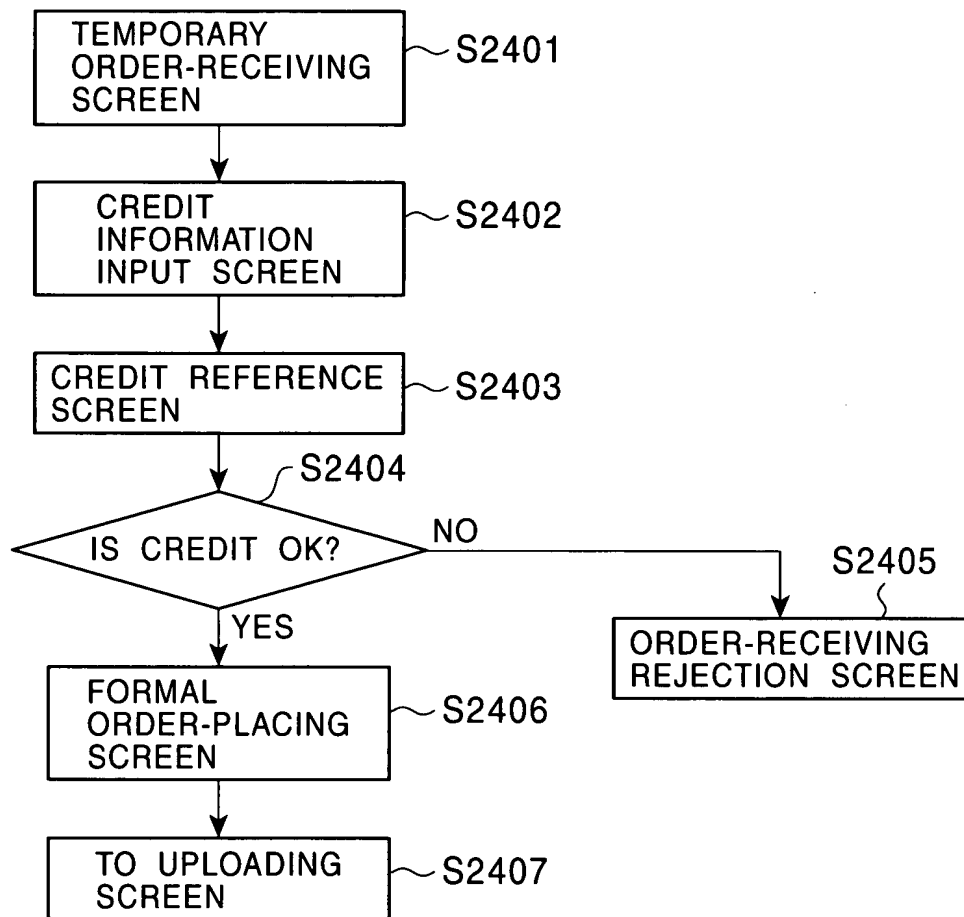 TEMPORARY
ORDER-RECEIVING
SCREEN
S2401
CREDIT
INFORMATION
INPUT SCREEN
S2402
CREDIT REFERENCE
SCREEN
S2403
S2404
IS CREDIT OK?
NO
YES
S2405
ORDER-RECEIVING
REJECTION SCREEN
FORMAL
ORDER-PLACING
SCREEN
S2406
TO UPLOADING
SCREEN
S2407